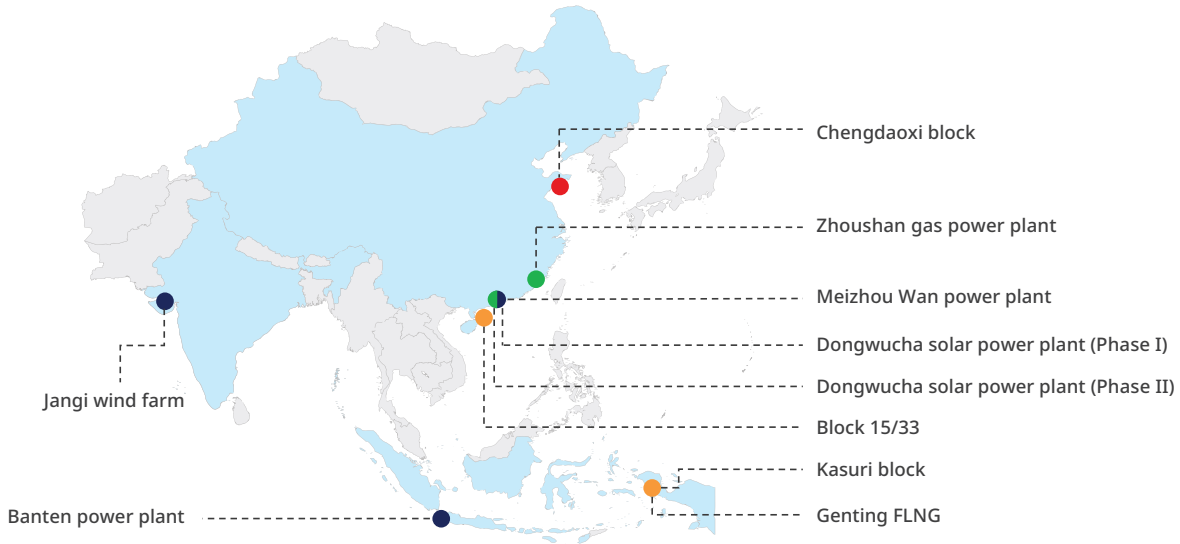 Chengdaoxi block
Zhoushan gas power plant
Meizhou Wan power plant
Dongwucha solar power plant (Phase I)
Dongwucha solar power plant (Phase II)
Jangi wind farm
Block 15/33
Kasuri block
Genting FLNG
Banten power plant